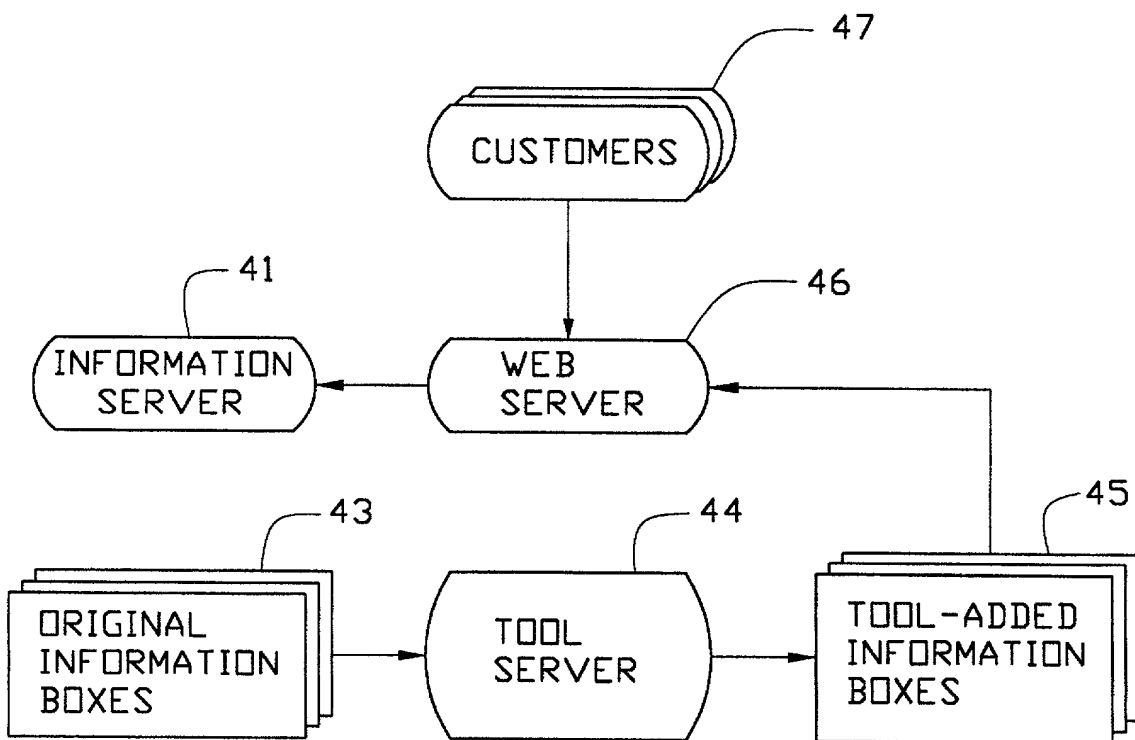 47
CUSTOMERS
41
46
INFORMATION
SERVER
WEB
SERVER
43
44
45
ORIGINAL
INFORMATION
BOXES
TOOL
SERVER
TOOL-ADDED
INFORMATION
BOXES